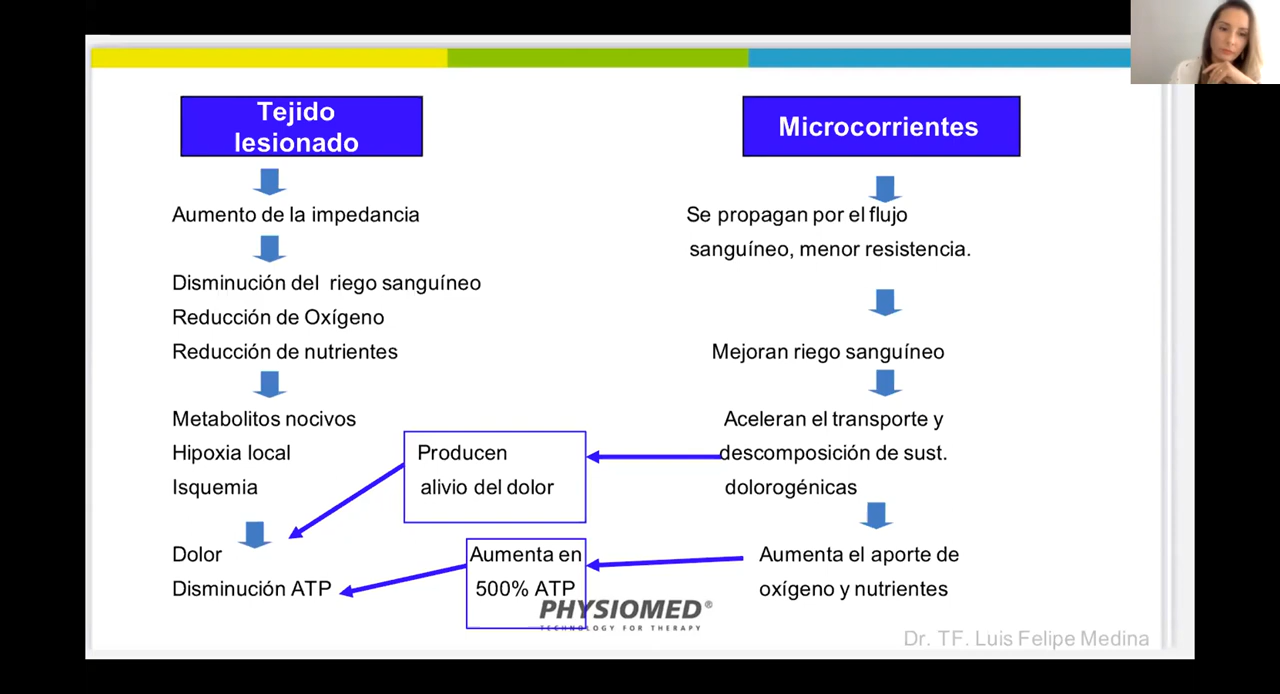 Tejido
lesionado
Aumento de la impedancia
Disminución del riego sanguíneo
Reducción de Oxígeno
Reducción de nutrientes
Metabolitos nocivos
Hipoxia local
Isquemia
Dolor
Disminución ATP
Producen
alivio del dolor
Aumenta en
500% ATP
Microcorrientes
Se propagan por el flujo
sanguíneo, menor resistencia.
Mejoran riego sanguíneo
Aceleran el transporte y
descomposición de sust.
dolorogénicas
Aumenta el aporte de
oxígeno y nutrientes
PHYSIOMED®
TECHNOLOGY FOR THERAPY
Dr. TF. Luis Felipe Medina